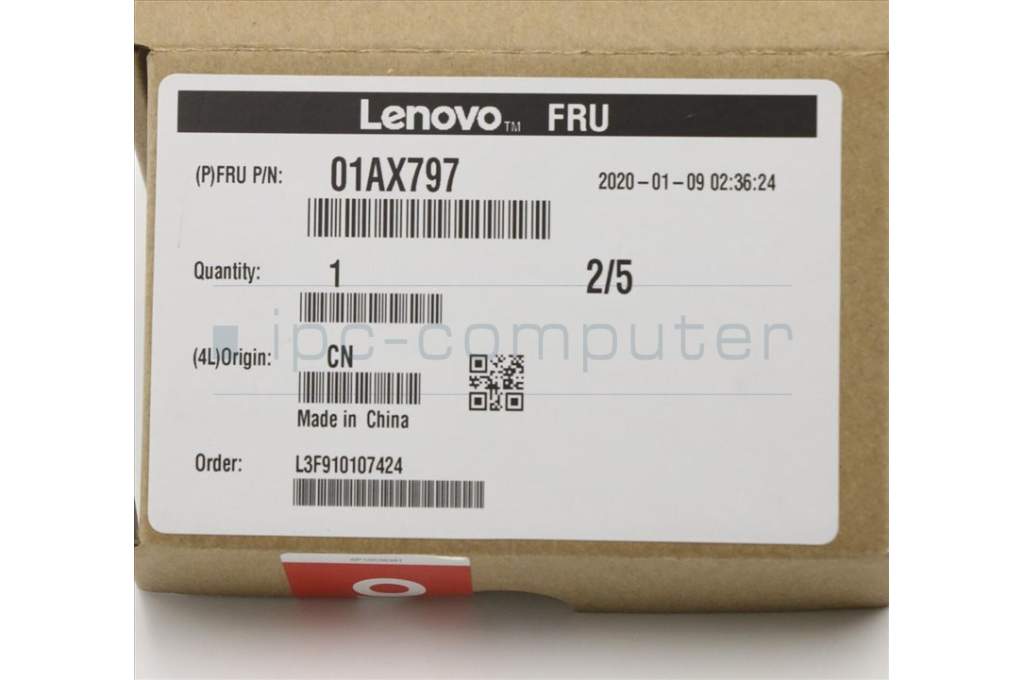 Lenovo™ FRU
(P)FRU P/N: 01AX797 2020-01-09 02:36:24
Quantity: 1 2/5
ipc-computer
(4L)Origin: CN
Made in China
Order: L3F910107424